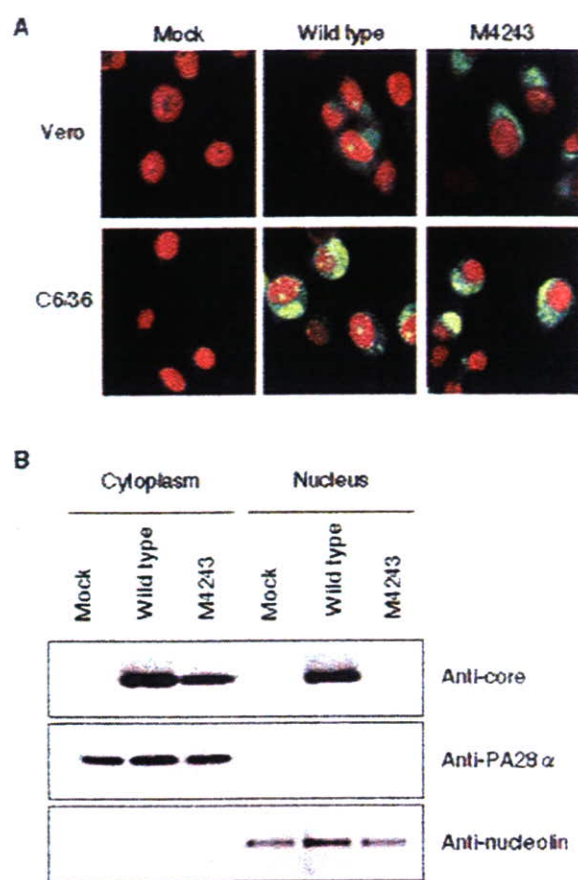 A
Mock Wild type M4243
Vero
C6/36
B
Cytoplasm Nucleus
Mock Wild type M4243 Mock Wild type M4243
Anti-core
Anti-PA28 α
Anti-nucleolin